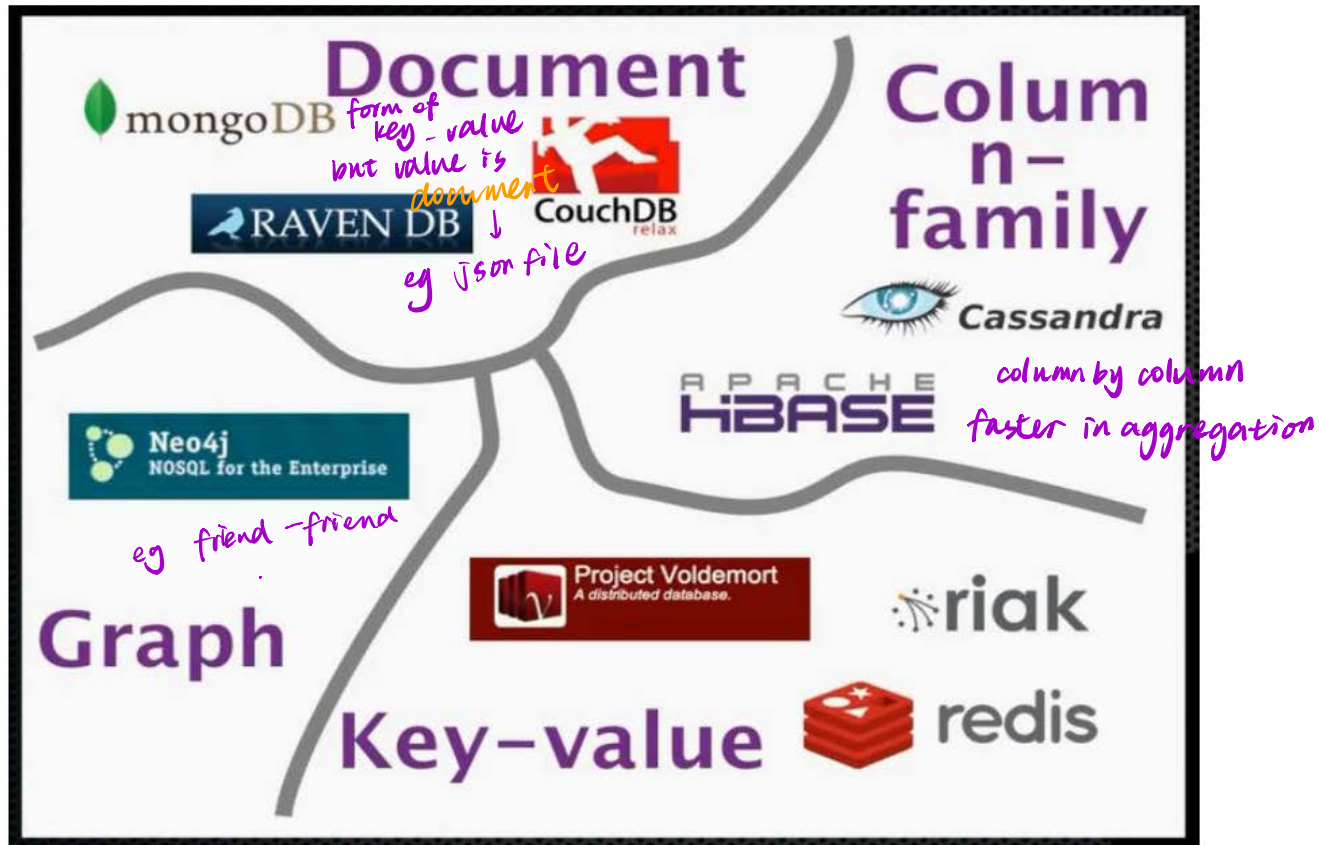 Document
mongoDB
form of
key-value
but value is
document
↓
eg json file
RAVEN DB
CouchDB
relax
Colum
n-
family
Cassandra
APACHE
HBASE
column by column
faster in aggregation
Neo4j
NOSQL for the Enterprise
eg friend-friend
Graph
Project Voldemort
A distributed database.
riak
redis
Key-value